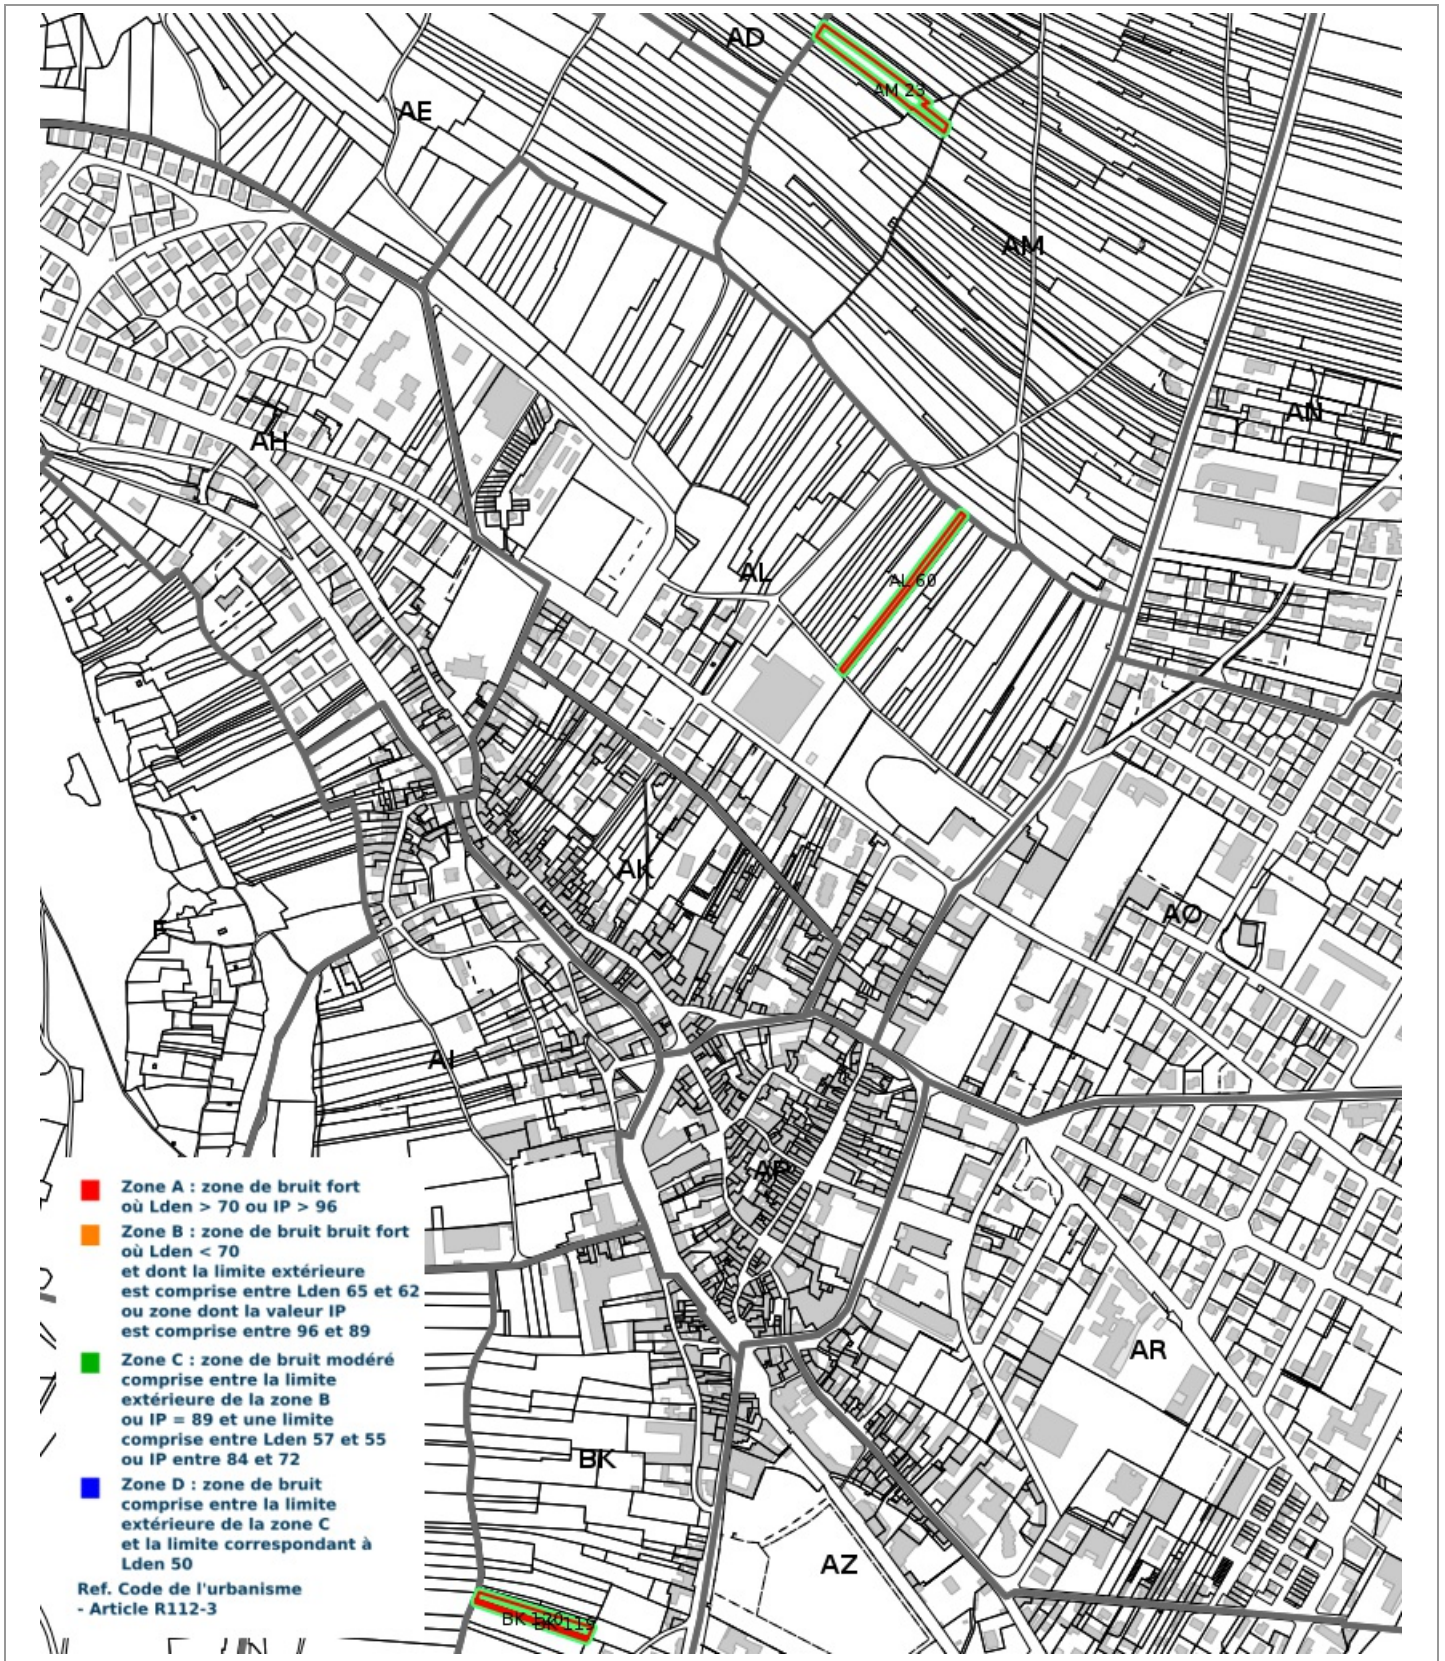 AD
AM 23
AE
AM
AN
AH
AL
AL 60
AK
AO
F
AI
AP
Zone A : zone de bruit fort
où Lden > 70 ou IP > 96
Zone B : zone de bruit bruit fort
où Lden < 70
et dont la limite extérieure
est comprise entre Lden 65 et 62
ou zone dont la valeur IP
est comprise entre 96 et 89
AR
Zone C : zone de bruit modéré
comprise entre la limite
extérieure de la zone B
ou IP = 89 et une limite
comprise entre Lden 57 et 55
ou IP entre 84 et 72
BK
Zone D : zone de bruit
comprise entre la limite
extérieure de la zone C
et la limite correspondant à
Lden 50
AZ
Ref. Code de l'urbanisme
- Article R112-3
BK 120
BK 119